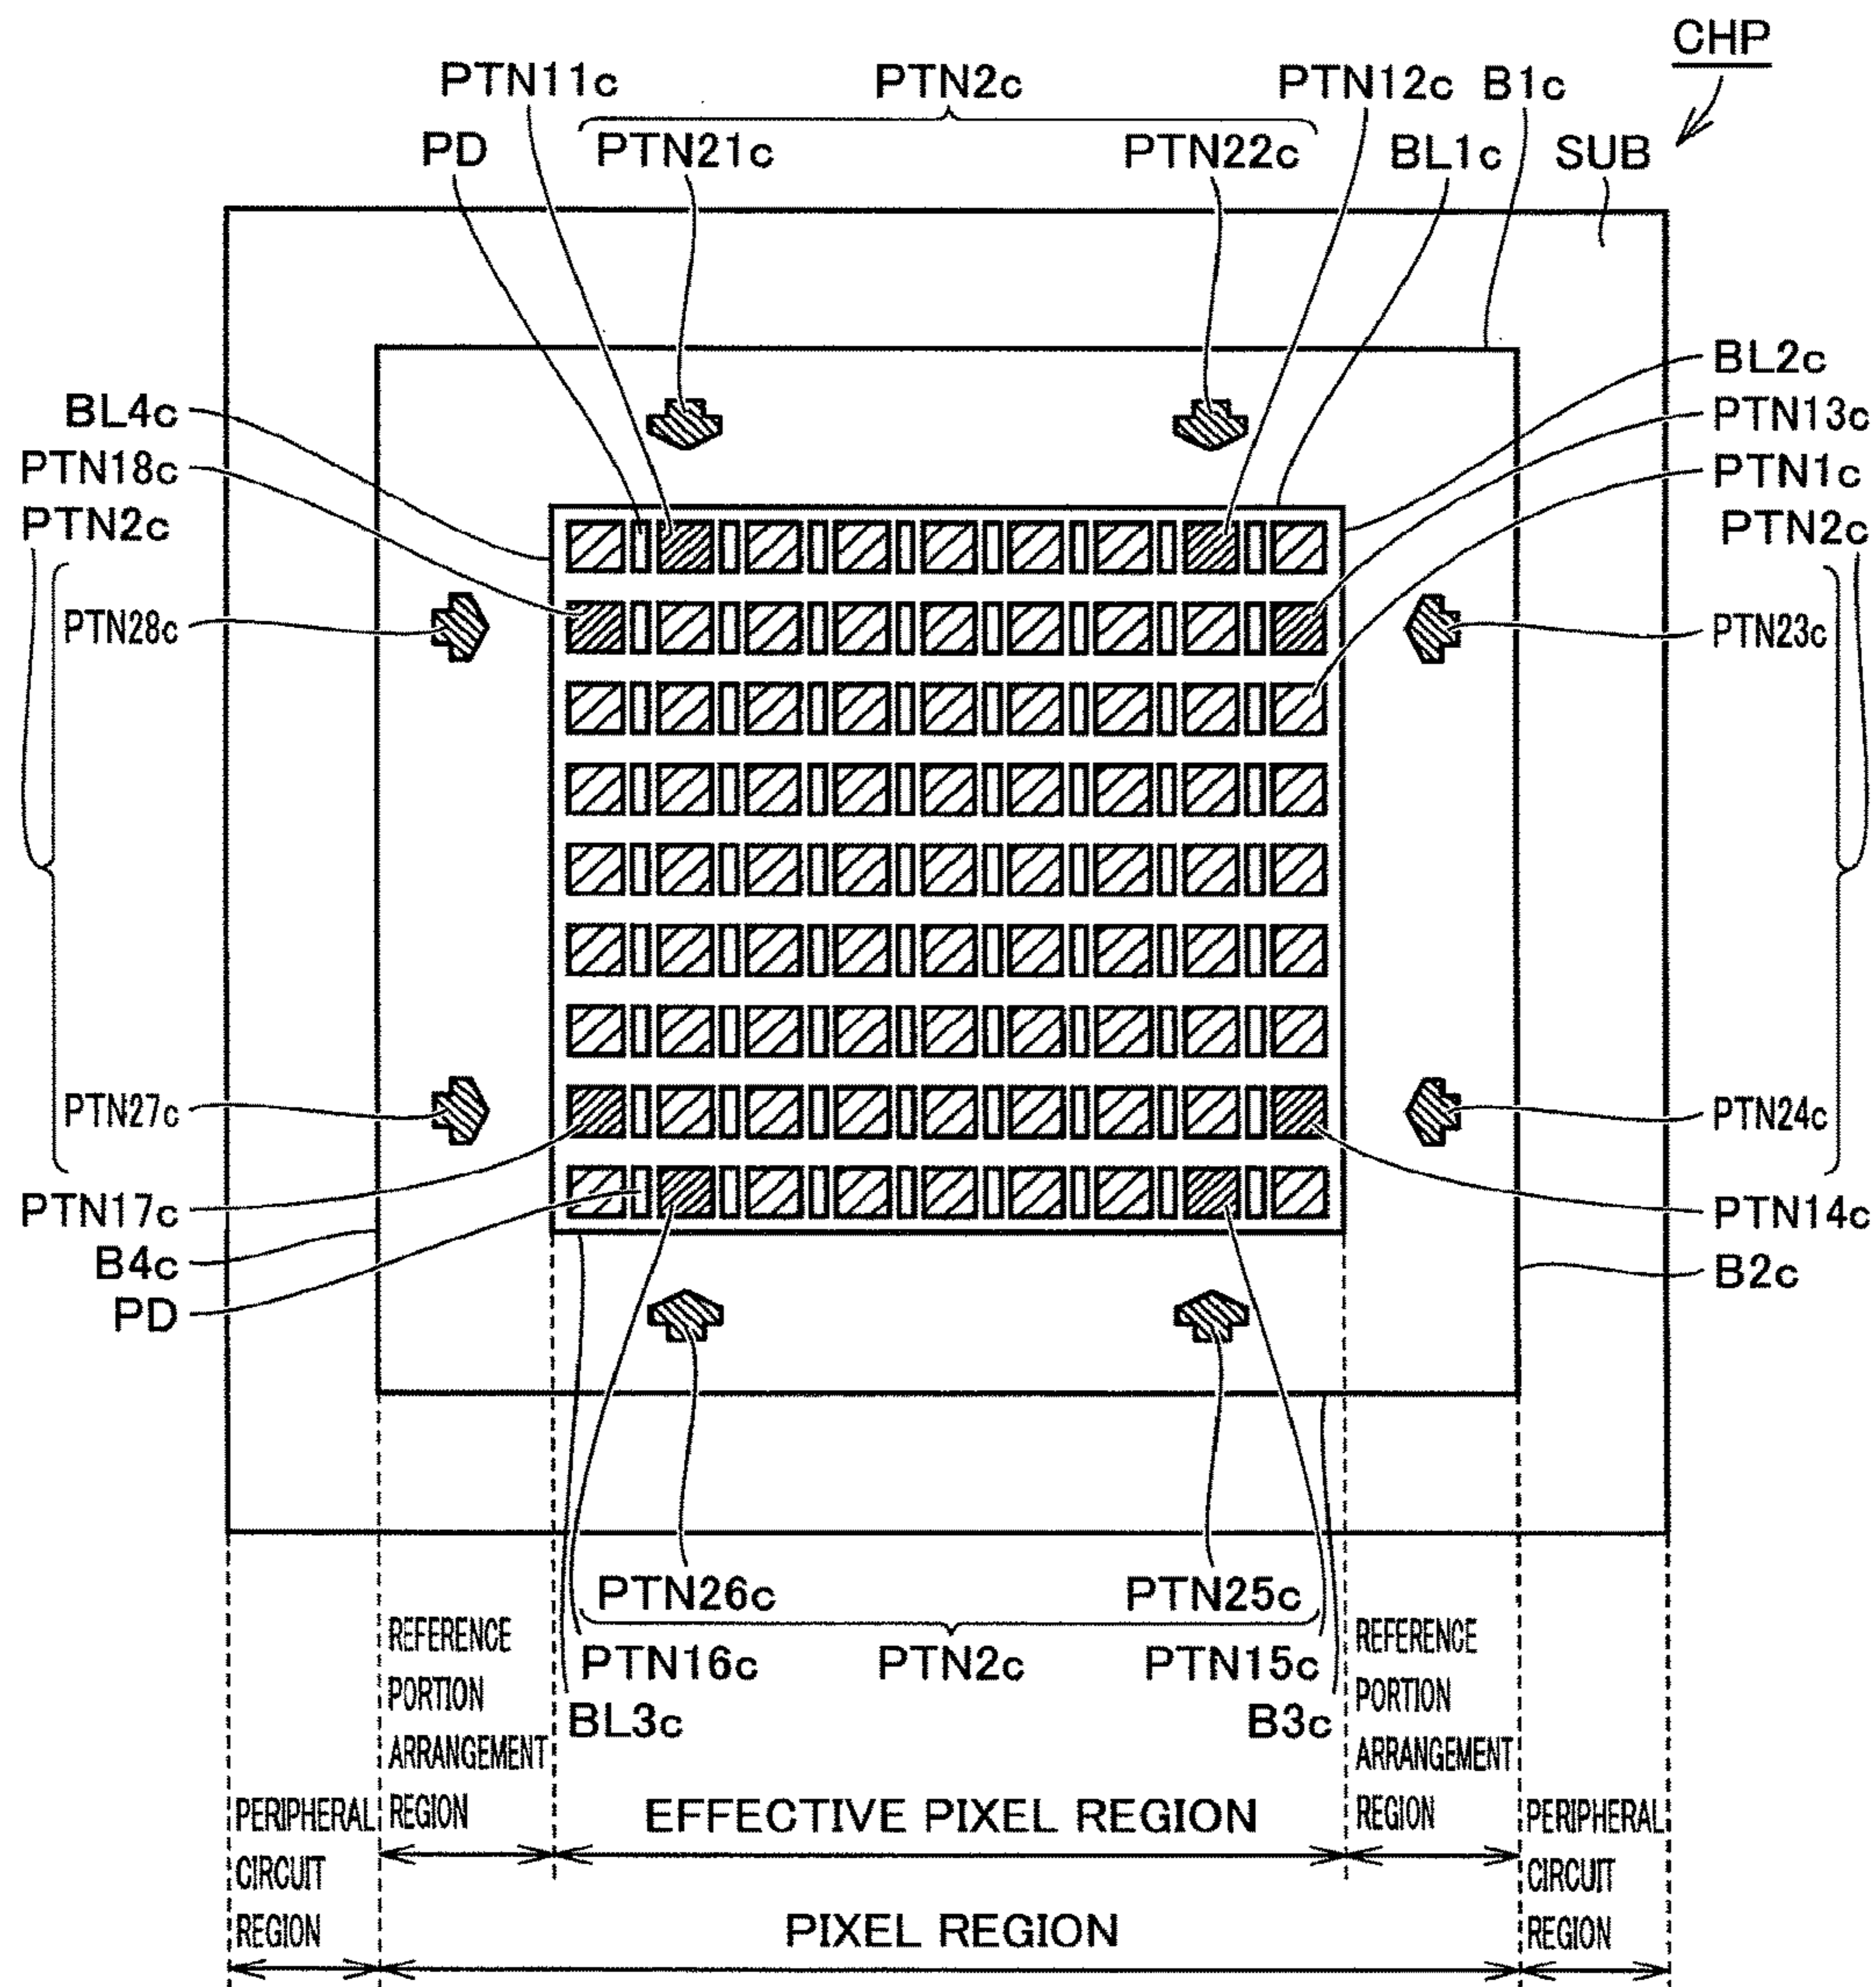 CHP
PTN11c
PTN2c
PTN12c
B1c
PD
PTN21c
PTN22c
BL1c
SUB
BL4c
BL2c
PTN18c
PTN13c
PTN2c
PTN1c
PTN2c
PTN28c
PTN23c
PTN27c
PTN24c
PTN17c
PTN14c
B4c
B2c
PD
PTN26c
PTN25c
PTN16c
PTN2c
PTN15c
BL3c
B3c
REFERENCE
PORTION
ARRANGEMENT
REGION
REFERENCE
PORTION
ARRANGEMENT
REGION
PERIPHERAL
CIRCUIT
REGION
EFFECTIVE PIXEL REGION
PERIPHERAL
CIRCUIT
REGION
PIXEL REGION